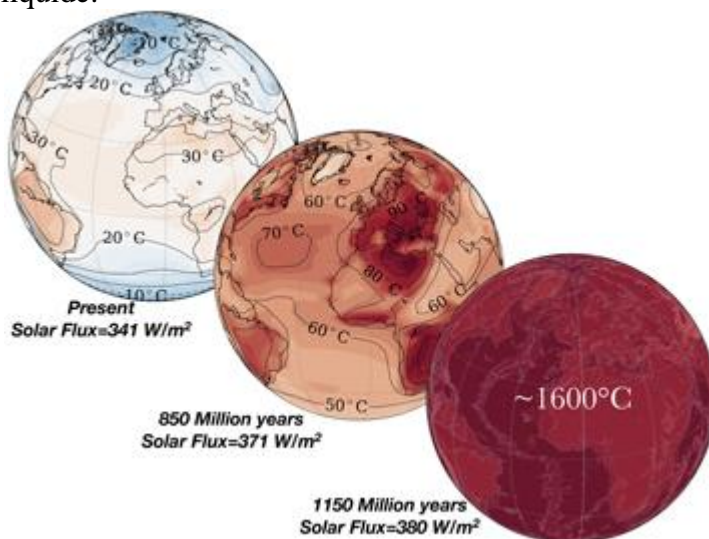 liquide.
-10°C
20°C
30°C
30°C
20°C
-10°C
Present
Solar Flux=341 W/m²
60°C
90°C
70°C
80°C
60°C
60°C
50°C
850 Million years
Solar Flux=371 W/m²
~1600°C
1150 Million years
Solar Flux=380 W/m²